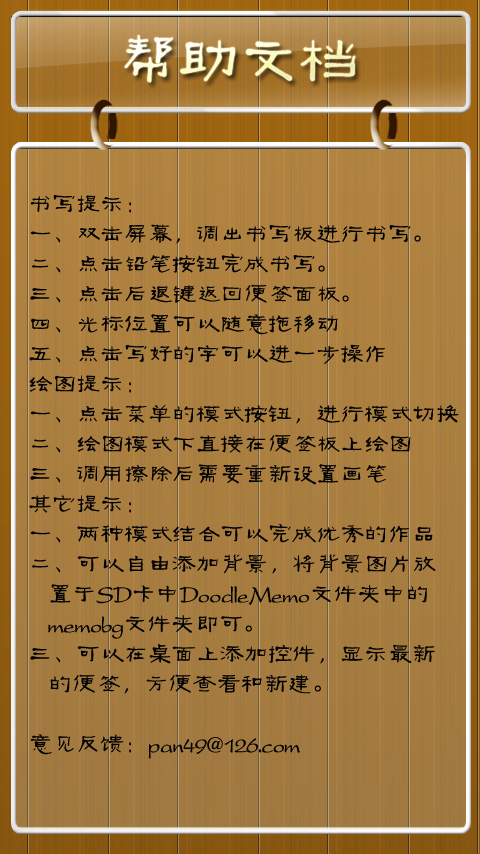 帮助文档
书写提示：
一、双击屏幕，调出书写板进行书写。
二、点击铅笔按钮完成书写。
三、点击后退键返回便签面板。
四、光标位置可以随意拖移动
五、点击写好的字可以进一步操作
绘图提示：
一、点击菜单的模式按钮，进行模式切换
二、绘图模式下直接在便签板上绘图
三、调用擦除后需要重新设置画笔
其它提示：
一、两种模式结合可以完成优秀的作品
二、可以自由添加背景，将背景图片放
置于SD卡中DoodleMemo文件夹中的
memobg文件夹即可。
三、可以在桌面上添加控件，显示最新
的便签，方便查看和新建。
意见反馈：pan49@126.com